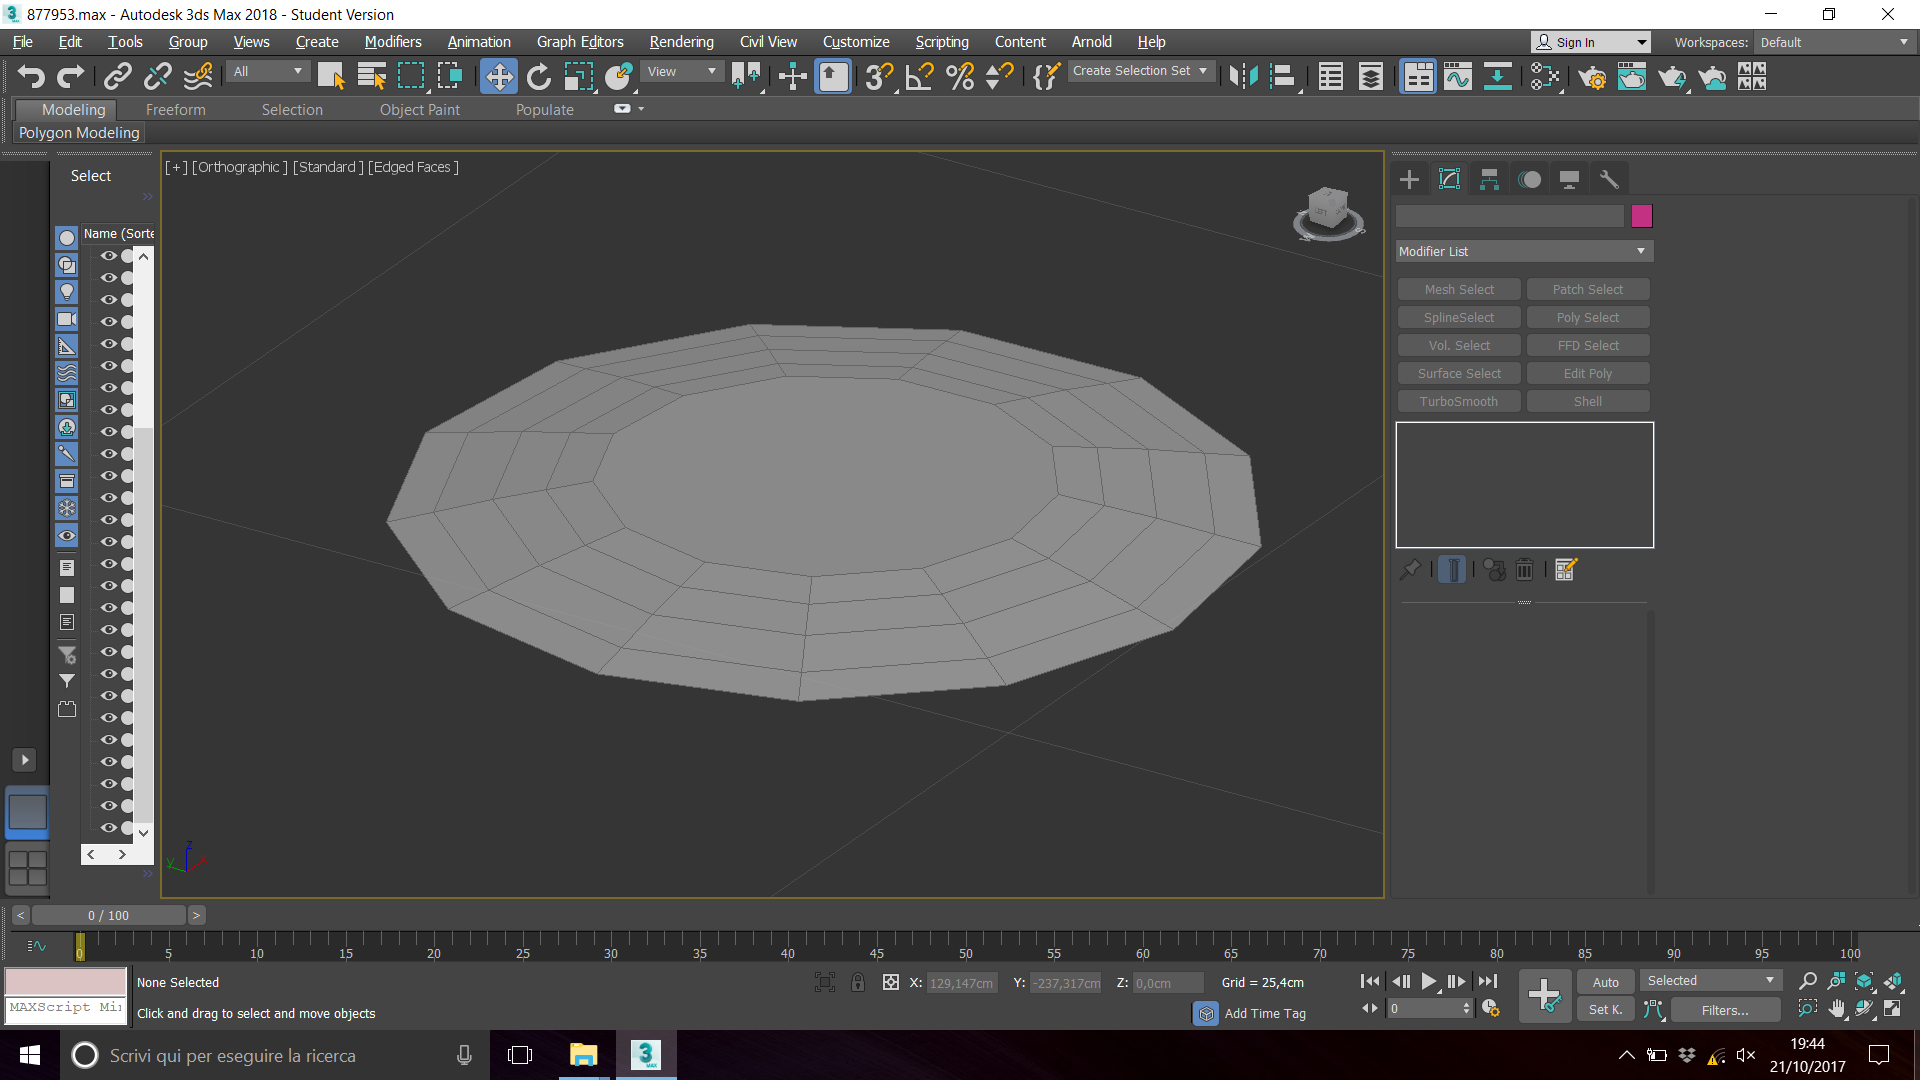 877953.max - Autodesk 3ds Max 2018 - Student Version
File Edit Tools Group Views Create Modifiers Animation Graph Editors Rendering Civil View Customize Scripting Content Arnold Help
Sign In
Workspaces: Default
All
View
Create Selection Set
Modeling Freeform Selection Object Paint Populate
Polygon Modeling
Select
Name (Sorte
[+] [Orthographic ] [Standard ] [Edged Faces ]
Modifier List
Mesh Select Patch Select
SplineSelect Poly Select
Vol. Select FFD Select
Surface Select Edit Poly
TurboSmooth Shell
z
y
x
< 0 / 100 >
0 5 10 15 20 25 30 35 40 45 50 55 60 65 70 75 80 85 90 95 100
None Selected
X: 129,147cm Y: -237,317cm Z: 0,0cm Grid = 25,4cm
Auto Selected
MAXScript Mi
Click and drag to select and move objects
Add Time Tag
0
Set K. Filters...
Scrivi qui per eseguire la ricerca
3
MAX
19:44
21/10/2017